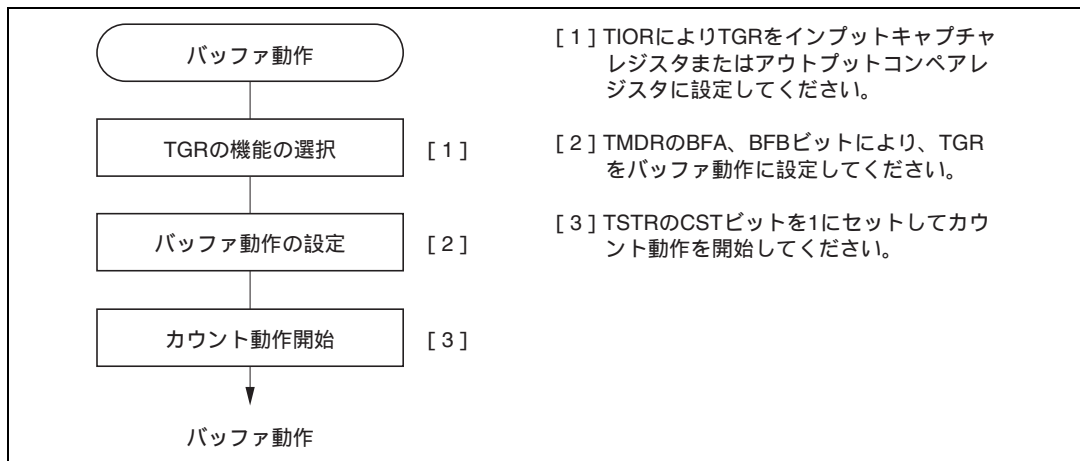 バッファ動作
TGRの機能の選択
[ 1 ]
バッファ動作の設定
[ 2 ]
カウント動作開始
[ 3 ]
バッファ動作
[ 1 ] TIORによりTGRをインプットキャプチャ
レジスタまたはアウトプットコンペアレ
ジスタに設定してください。
[ 2 ] TMDRのBFA、BFBビットにより、TGR
をバッファ動作に設定してください。
[ 3 ] TSTRのCSTビットを1にセットしてカウ
ント動作を開始してください。